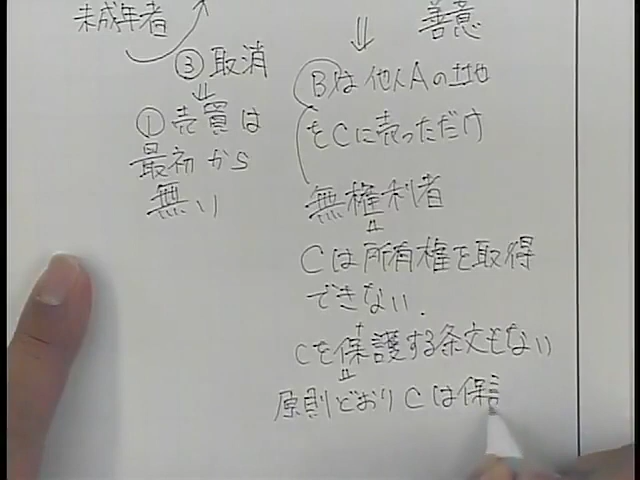 未成年者
③取消
⇓
①売買は
最初から
無い
善意
⇓
Bは他人Aの土地
をCに売っただけ
無権利者
Cは所有権を取得
できない.
Cを保護する条文もない
原則どおりCは保